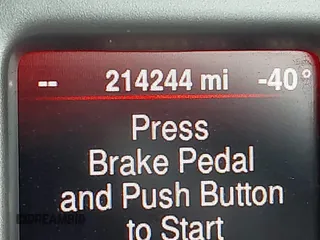 -- 214244 mi -40°
Press
Brake Pedal
and Push Button
to Start